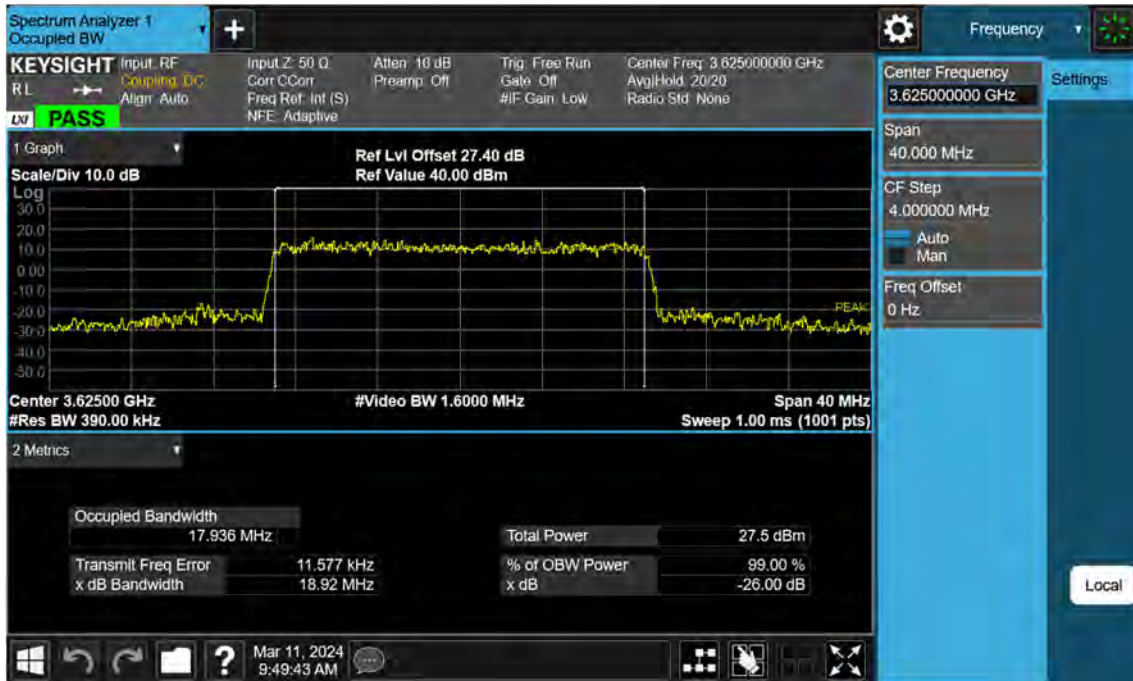 Spectrum Analyzer 1
Occupied BW
Frequency
KEYSIGHT
RL
LXI PASS
Input: RF
Coupling: DC
Align: Auto
Input Z: 50 Ω
Corr CCorr
Freq Ref: Int (S)
NFE: Adaptive
Atten: 10 dB
Preamp: Off
Trig: Free Run
Gate: Off
#IF Gain: Low
Center Freq: 3.625000000 GHz
Avg|Hold: 20/20
Radio Std: None
Center Frequency
3.625000000 GHz
Settings
Span
40.000 MHz
CF Step
4.000000 MHz
Auto
Man
Freq Offset
0 Hz
Local
1 Graph
Scale/Div 10.0 dB
Ref Lvl Offset 27.40 dB
Ref Value 40.00 dBm
Log
30.0
20.0
10.0
0.00
-10.0
-20.0
-30.0
-40.0
-50.0
PEAK
Center 3.62500 GHz
#Video BW 1.6000 MHz
Span 40 MHz
#Res BW 390.00 kHz
Sweep 1.00 ms (1001 pts)
2 Metrics
Occupied Bandwidth
17.936 MHz
Total Power 27.5 dBm
Transmit Freq Error 11.577 kHz
% of OBW Power 99.00 %
x dB Bandwidth 18.92 MHz
x dB -26.00 dB
?
Mar 11, 2024
9:49:43 AM